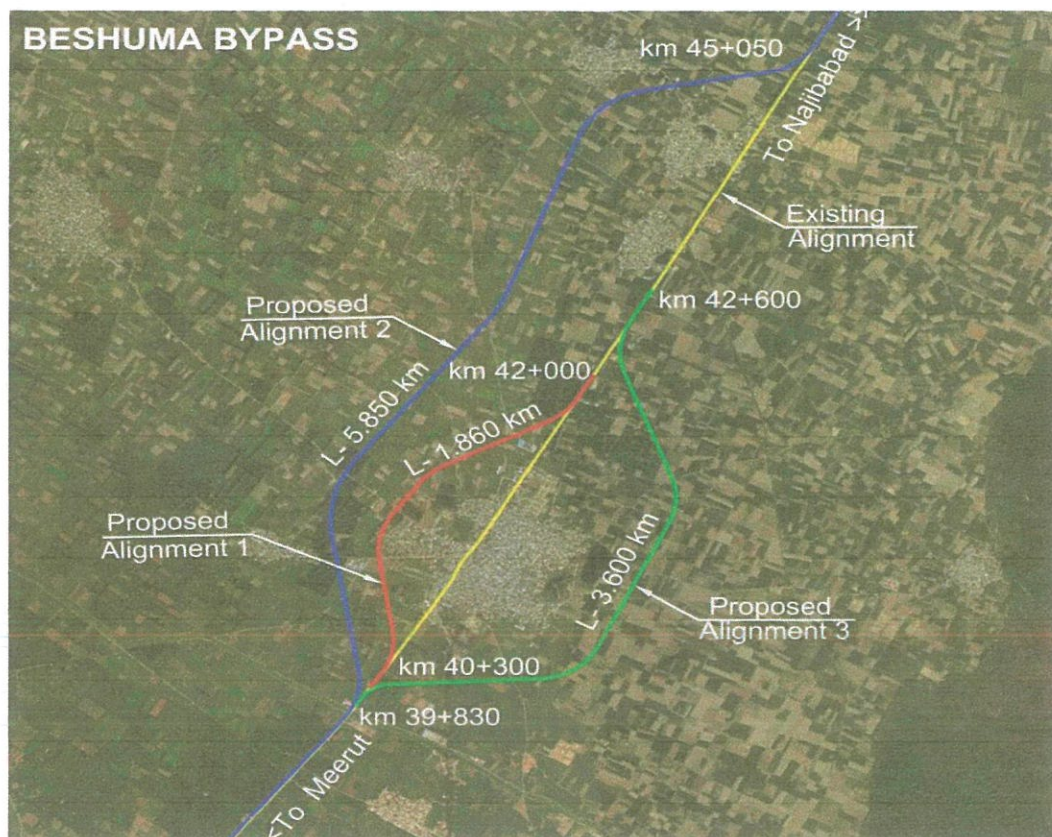 BESHUMA BYPASS
km 45+050
To Najibabad >>
Existing
Alignment
km 42+600
Proposed
Alignment 2
km 42+000
L- 5.850 km
L- 1.860 km
Proposed
Alignment 1
L- 3.600 km
Proposed
Alignment 3
km 40+300
km 39+830
<To Meerut